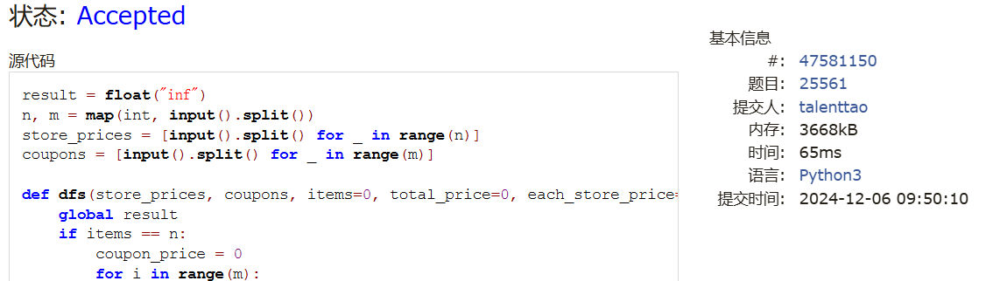 状态: Accepted
源代码
result = float("inf")
n, m = map(int, input().split())
store_prices = [input().split() for _ in range(n)]
coupons = [input().split() for _ in range(m)]
def dfs(store_prices, coupons, items=0, total_price=0, each_store_price=
global result
if items == n:
coupon_price = 0
for i in range(m):
基本信息
#: 47581150
题目: 25561
提交人: talenttao
内存: 3668kB
时间: 65ms
语言: Python3
提交时间: 2024-12-06 09:50:10